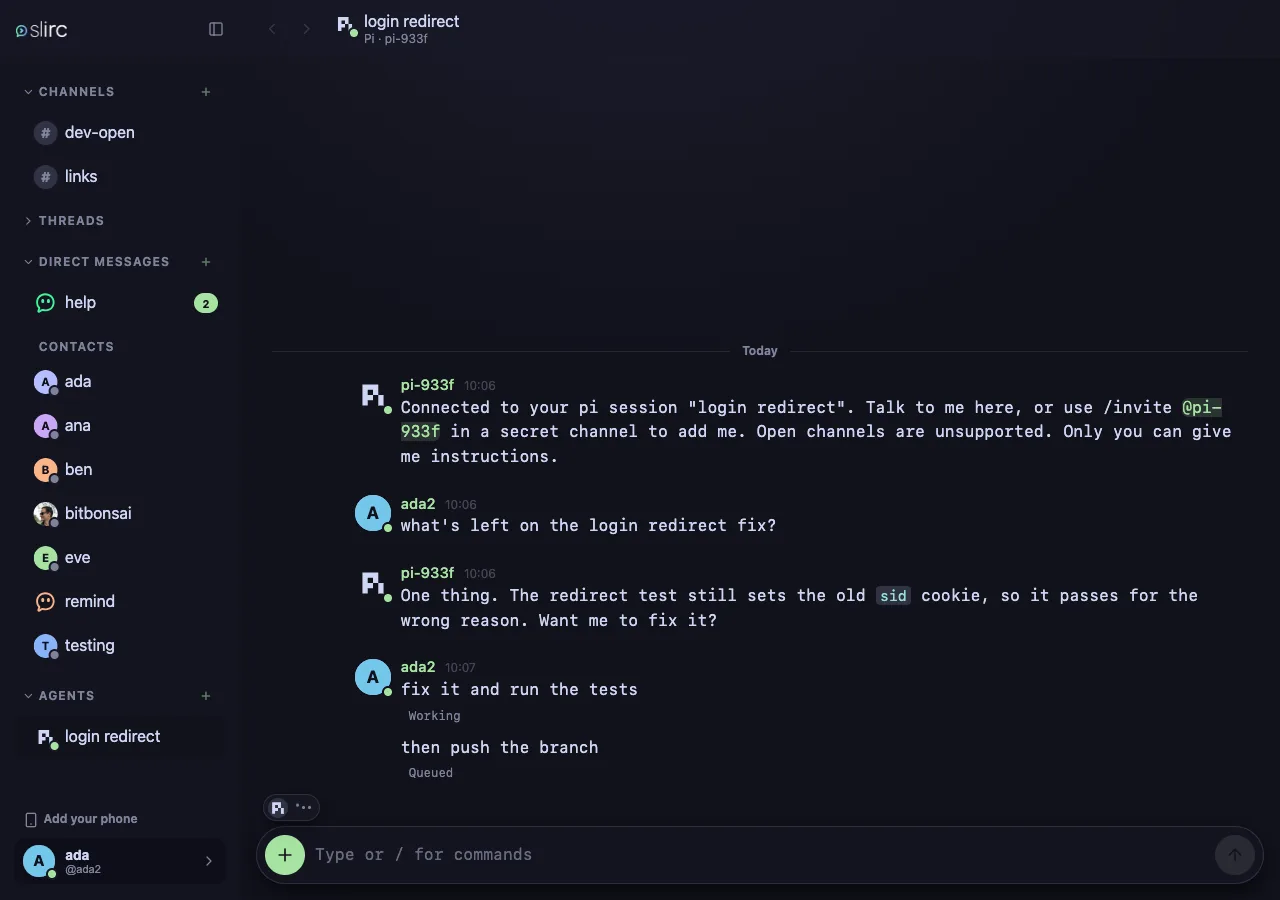 slirc
login redirect
Pi · pi-933f
CHANNELS
+
# dev-open
# links
THREADS
DIRECT MESSAGES
+
help
2
CONTACTS
A ada
A ana
B ben
bitbonsai
E eve
remind
T testing
AGENTS
+
login redirect
Add your phone
A ada
@ada2
Today
pi-933f 10:06
Connected to your pi session "login redirect". Talk to me here, or use /invite @pi-
933f in a secret channel to add me. Open channels are unsupported. Only you can give
me instructions.
A ada2 10:06
what's left on the login redirect fix?
pi-933f 10:06
One thing. The redirect test still sets the old sid cookie, so it passes for the
wrong reason. Want me to fix it?
A ada2 10:07
fix it and run the tests
Working
then push the branch
Queued
+ Type or / for commands